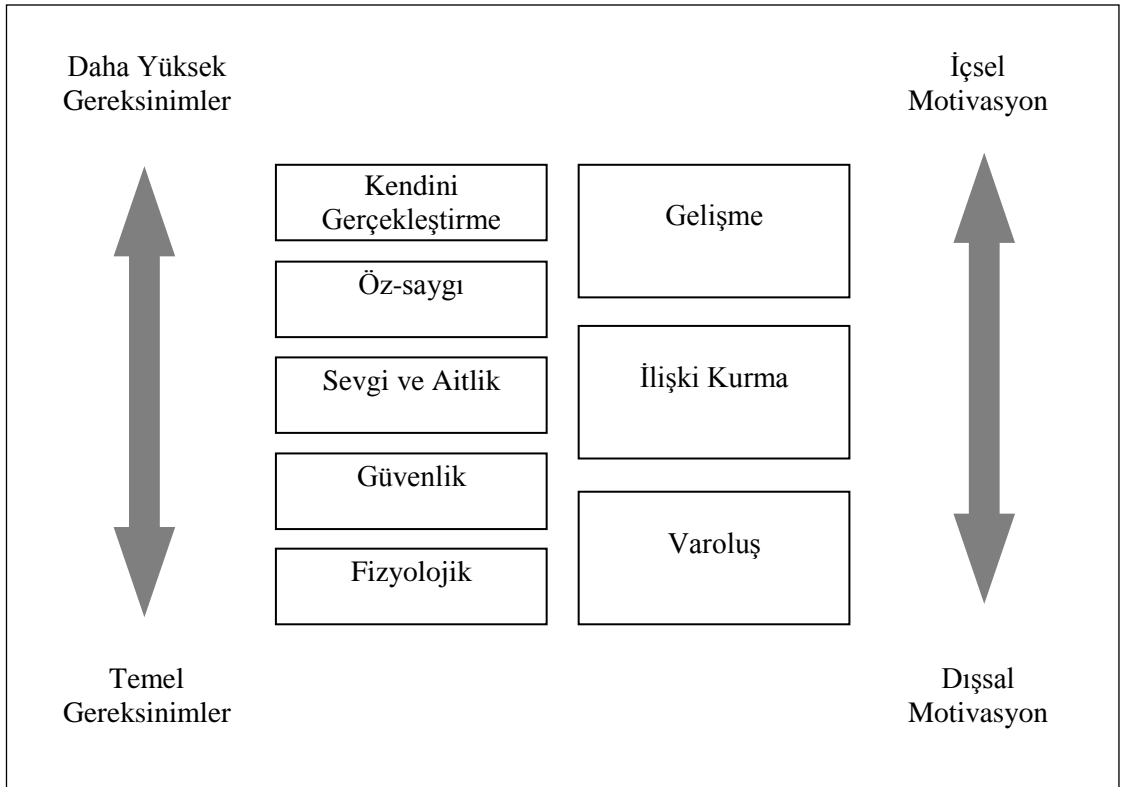 Daha Yüksek
Gereksinimler
İçsel
Motivasyon
Kendini
Gerçekleştirme
Öz-saygı
Sevgi ve Aitlik
Güvenlik
Fizyolojik
Gelişme
İlişki Kurma
Varoluş
Temel
Gereksinimler
Dışsal
Motivasyon